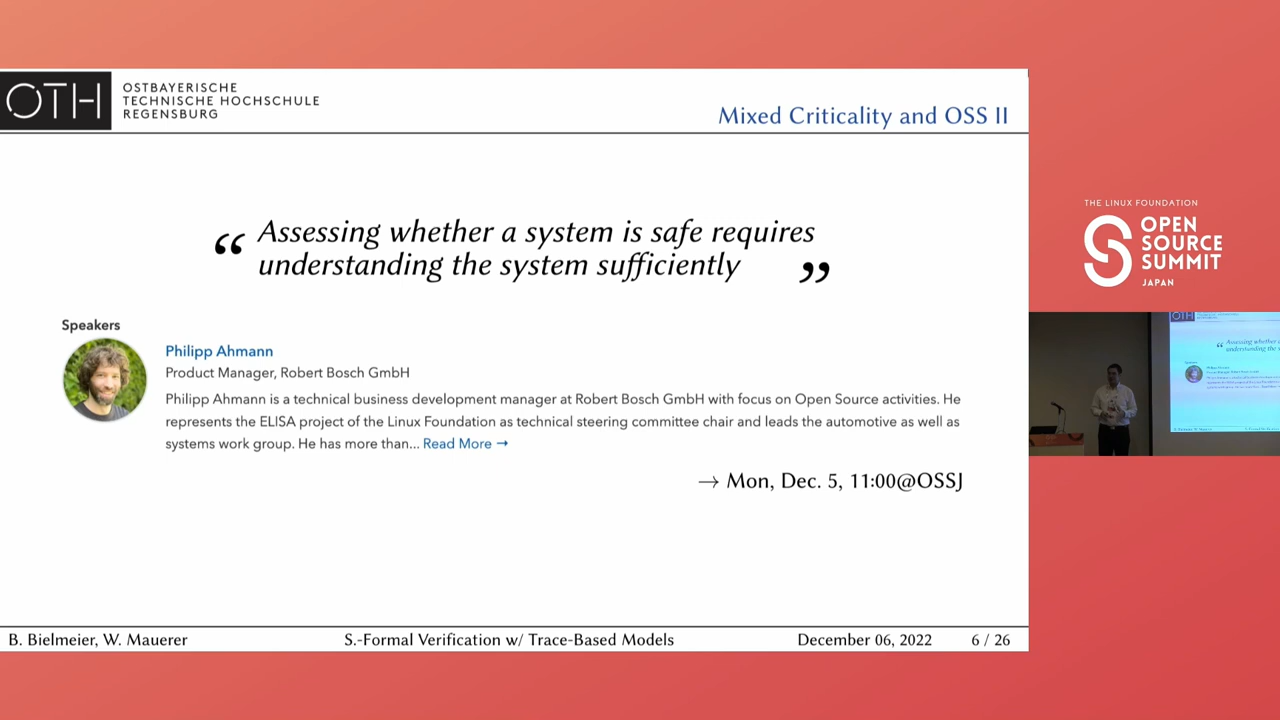 OTH
OSTBAYERISCHE
TECHNISCHE HOCHSCHULE
REGENSBURG
Mixed Criticality and OSS II
“ Assessing whether a system is safe requires
understanding the system sufficiently ”
Speakers
Philipp Ahmann
Product Manager, Robert Bosch GmbH
Philipp Ahmann is a technical business development manager at Robert Bosch GmbH with focus on Open Source activities. He
represents the ELISA project of the Linux Foundation as technical steering committee chair and leads the automotive as well as
systems work group. He has more than... Read More →
→ Mon, Dec. 5, 11:00@OSSJ
B. Bielmeier, W. Mauerer S.-Formal Verification w/ Trace-Based Models December 06, 2022 6 / 26
THE LINUX FOUNDATION
OPEN
SOURCE
SUMMIT
JAPAN
OTH
“ Assessing whether a
understanding the s